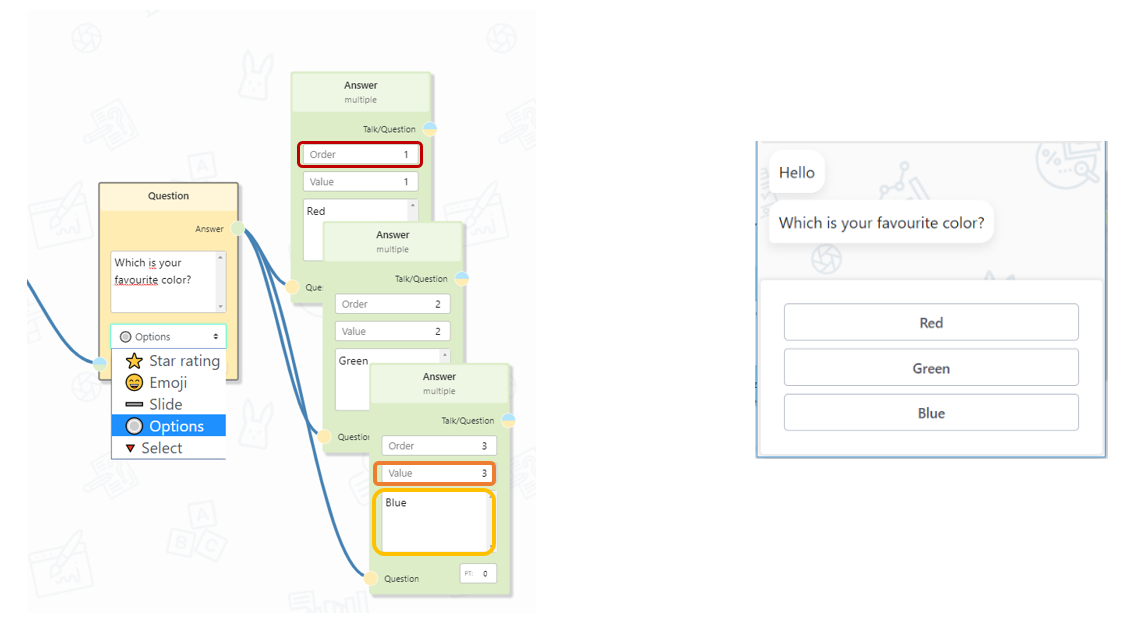 Question
Answer
Which is your
favourite color?
Options
Star rating
Emoji
Slide
Options
Select
Answer
multiple
Talk/Question
Order 1
Value 1
Red
Que
Answer
multiple
Talk/Question
Order 2
Value 2
Green
Question
Answer
multiple
Talk/Question
Order 3
Value 3
Blue
Question
PT: 0
Hello
Which is your favourite color?
Red
Green
Blue
A
A
B C